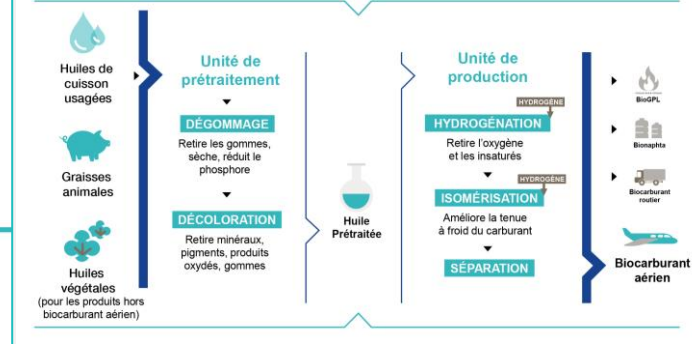 Huiles de
cuisson
usagées
Graisses
animales
Huiles
végétales
(pour les produits hors
biocarburant aérien)
Unité de
prétraitement
DÉGOMMAGE
Retire les gommes,
sèche, réduit le
phosphore
DÉCOLORATION
Retire minéraux,
pigments, produits
oxydés, gommes
Huile
Prétraitée
Unité de
production
HYDROGÈNE
HYDROGÉNATION
Retire l'oxygène
et les insaturés
HYDROGÈNE
ISOMÉRISATION
Améliore la tenue
à froid du carburant
SÉPARATION
BioGPL
Bionaphta
Biocarburant
routier
Biocarburant
aérien